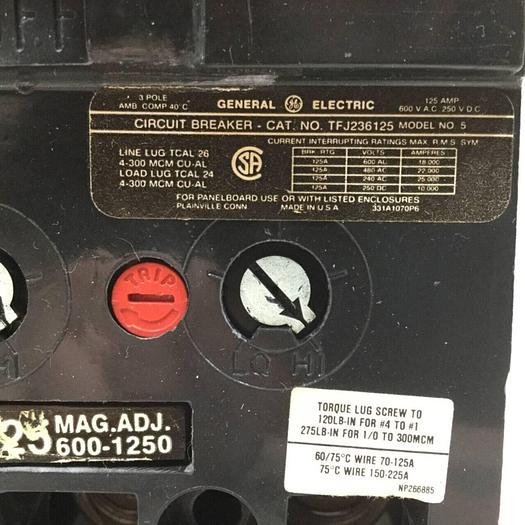 3 POLE
AMB COMP 40°C
GENERAL GE ELECTRIC
125 AMP
600 V A.C. 250 V D.C.
CIRCUIT BREAKER - CAT. NO. TFJ236125 MODEL NO. 5
LINE LUG TCAL 26
4-300 MCM CU-AL
LOAD LUG TCAL 24
4-300 MCM CU-AL
CURRENT INTERRUPTING RATINGS MAX. R.M.S. SYM
BRK. RTG VOLTS AMPERES
125A 600 AC 18,000
125A 480 AC 22,000
125A 240 AC 25,000
125A 250 DC 10,000
FOR PANELBOARD USE OR WITH LISTED ENCLOSURES
PLAINVILLE CONN MADE IN U.S.A 331A1070P6
TRIP
LO HI
HI
25
MAG.ADJ.
600-1250
TORQUE LUG SCREW TO
120LB-IN FOR #4 TO #1
275LB-IN FOR 1/0 TO 300MCM
60/75°C WIRE 70-125A
75°C WIRE 150-225A
NP266885